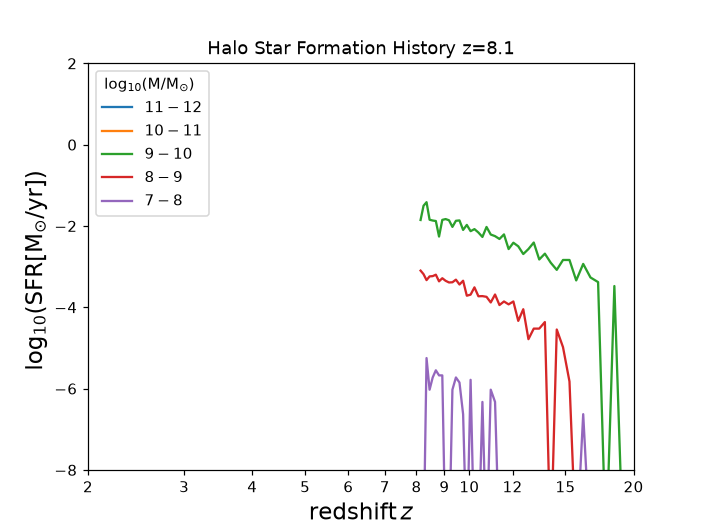 Halo Star Formation History z=8.1
log₁₀(M/M☉)
11 − 12
10 − 11
9 − 10
8 − 9
7 − 8
log₁₀(SFR[M☉/yr])
2
0
−2
−4
−6
−8
2 3 4 5 6 7 8 9 10 12 15 20
redshift z